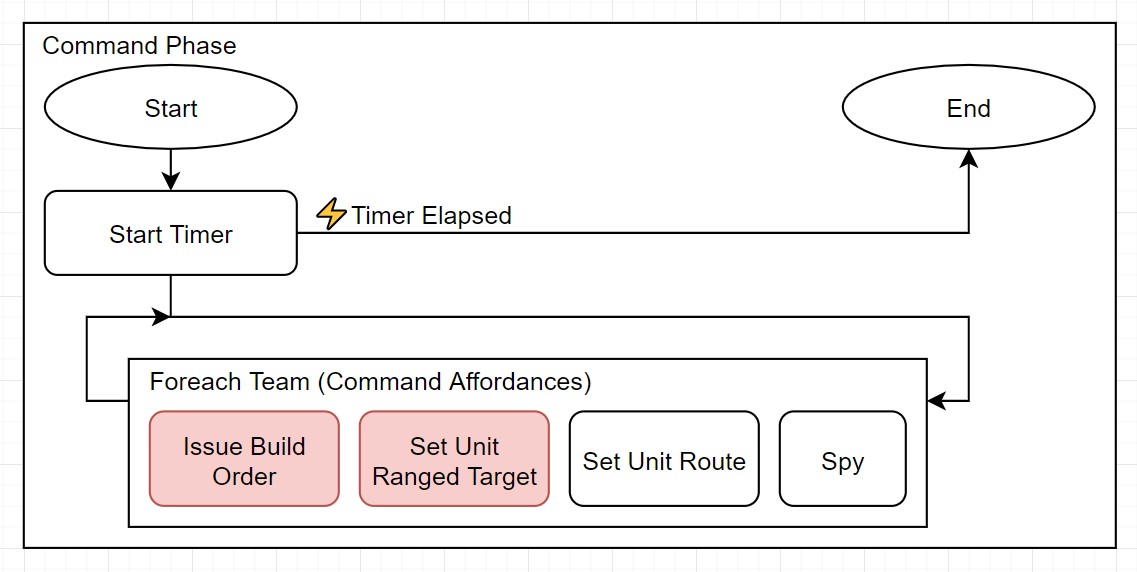 Command Phase
Start
End
Start Timer
⚡Timer Elapsed
Foreach Team (Command Affordances)
Issue Build
Order
Set Unit
Ranged Target
Set Unit Route
Spy